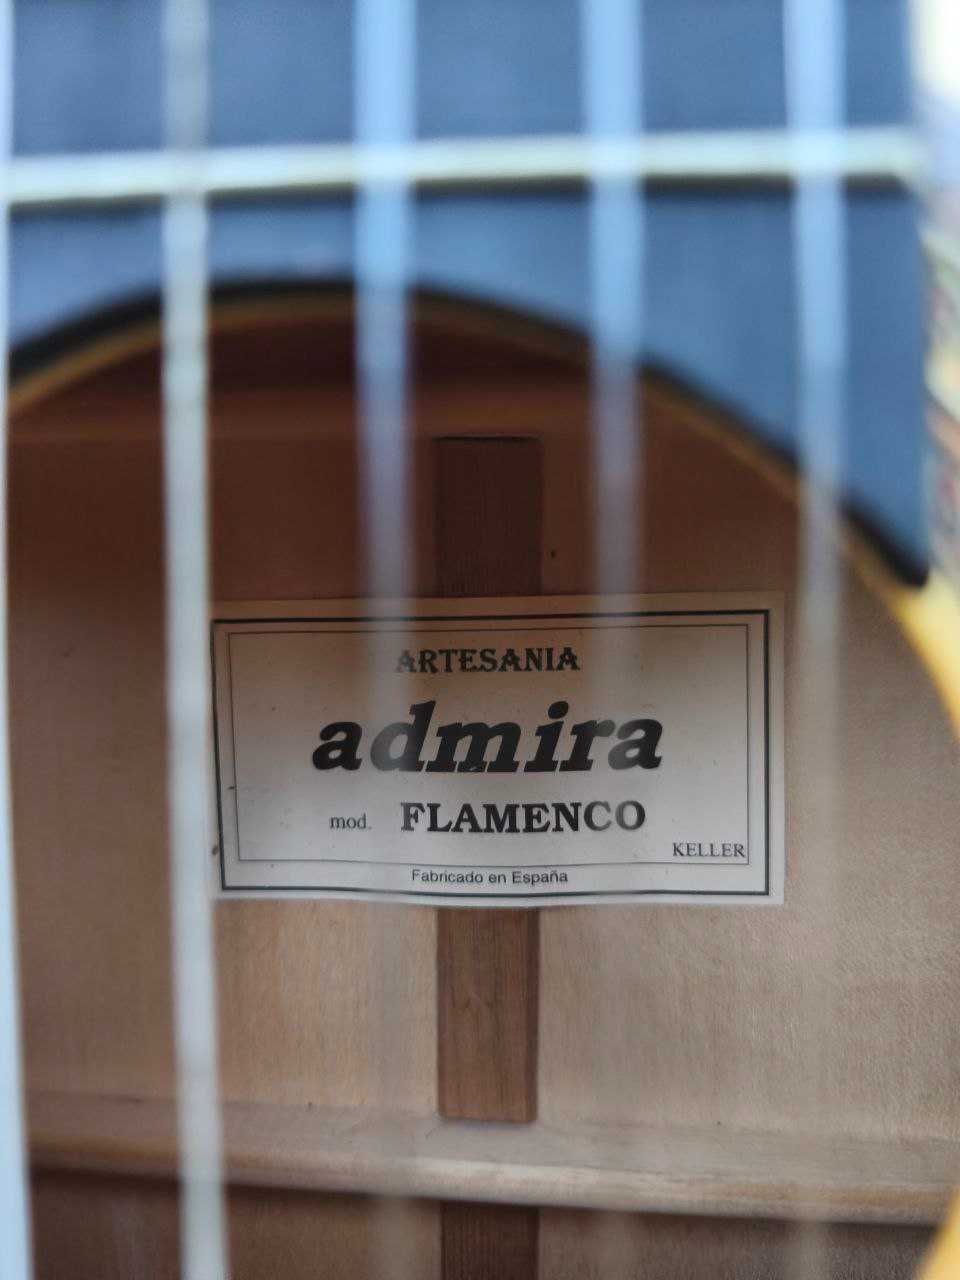 ARTESANIA
admira
mod. FLAMENCO
KELLER
Fabricado en España